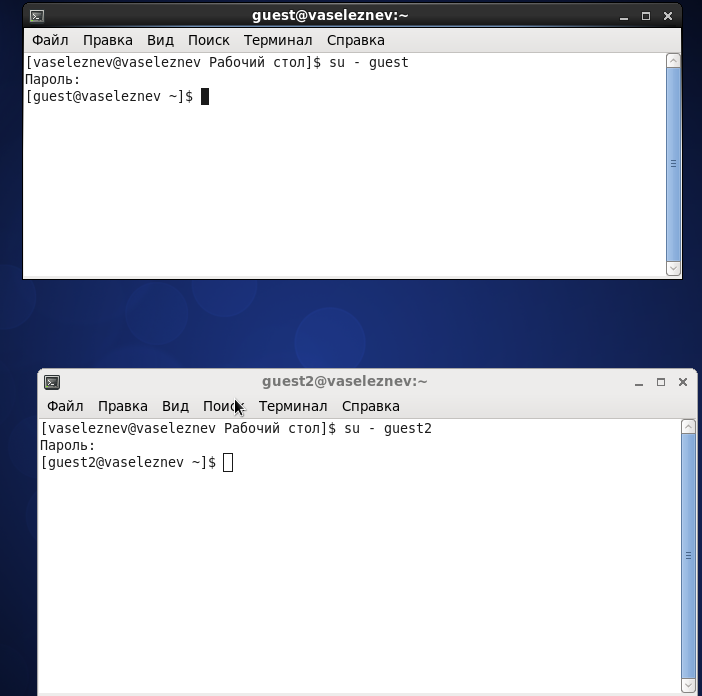 guest@vaseleznev:~
Файл Правка Вид Поиск Терминал Справка
[vaseleznev@vaseleznev Рабочий стол]$ su - guest
Пароль:
[guest@vaseleznev ~]$
guest2@vaseleznev:~
Файл Правка Вид Поиск Терминал Справка
[vaseleznev@vaseleznev Рабочий стол]$ su - guest2
Пароль:
[guest2@vaseleznev ~]$